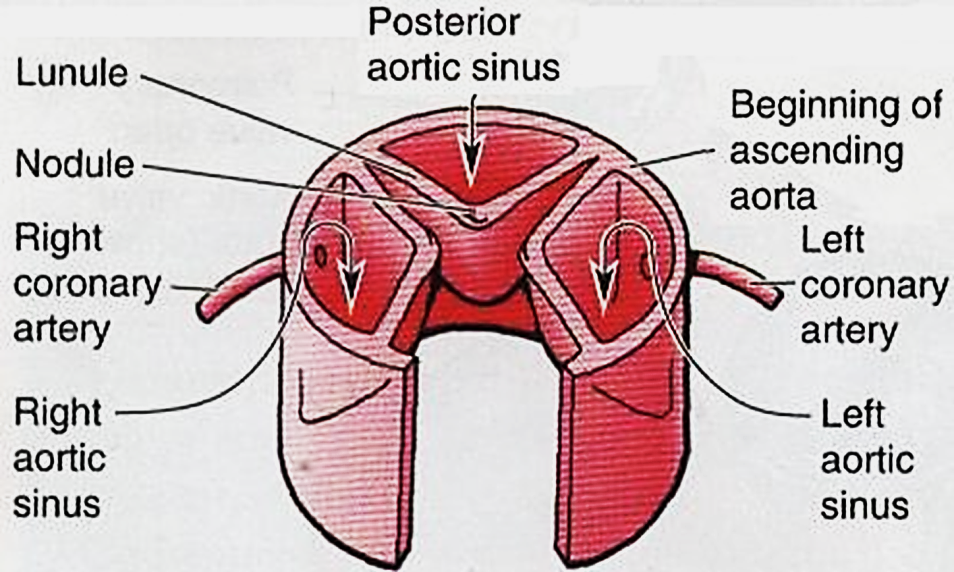 Posterior
aortic sinus
Lunule
Nodule
Right
coronary
artery
Right
aortic
sinus
Beginning of
ascending
aorta
Left
coronary
artery
Left
aortic
sinus